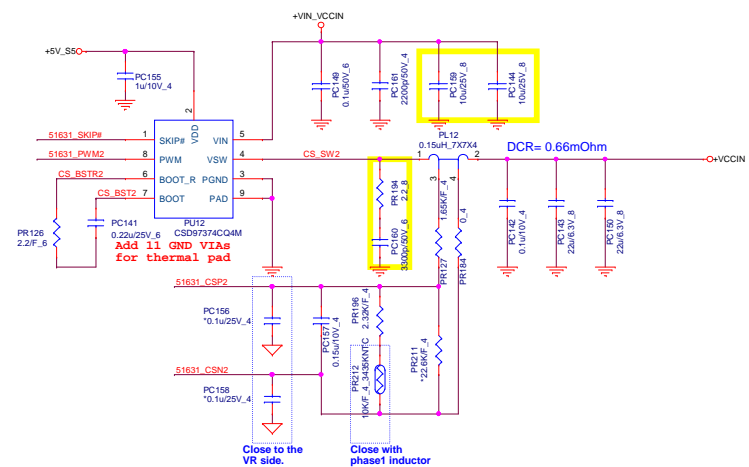 +VIN_VCCIN
+5V_S5
PC155
1u/10V_4
PC149
0.1u/50V_6
PC161
2200p/50V_4
PC159
10u/25V_8
PC144
10u/25V_8
2
VDD
51631_SKIP#
1
SKIP#
VIN
5
51631_PWM2
8
PWM
VSW
4
CS_SW2
CS_BSTR2
6
BOOT_R
PGND
3
CS_BST2
7
BOOT
PAD
9
PU12
CSD97374CQ4M
PL12
0.15uH_7X7X4
1
2
3
4
DCR= 0.66mOhm
+VCCIN
PR126
2.2/F_6
PC141
0.22u/25V_6
Add 11 GND VIAs
for thermal pad
PR194
2.2_8
PC160
3300p/50V_6
PR127
1.65K/F_4
PR184
0_4
PC142
0.1u/10V_4
PC143
22u/6.3V_8
PC150
22u/6.3V_8
51631_CSP2
PC156
*0.1u/25V_4
PC157
0.15u/10V_4
PR196
2.32K/F_4
PR211
*22.6K/F_4
51631_CSN2
PC158
*0.1u/25V_4
PR212
10K/F_4_3435KNTC
Close to the
VR side.
Close with
phase1 inductor